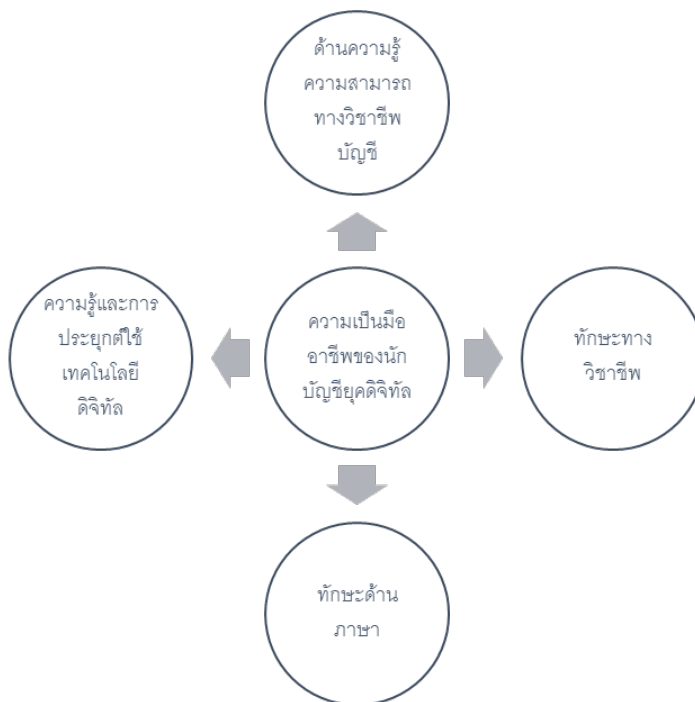 ด้านความรู้
ความสามารถ
ทางวิชาชีพ
บัญชี
ความรู้และการ
ประยุกต์ใช้
เทคโนโลยี
ดิจิทัล
ความเป็นมือ
อาชีพของนัก
บัญชียุคดิจิทัล
ทักษะทาง
วิชาชีพ
ทักษะด้าน
ภาษา